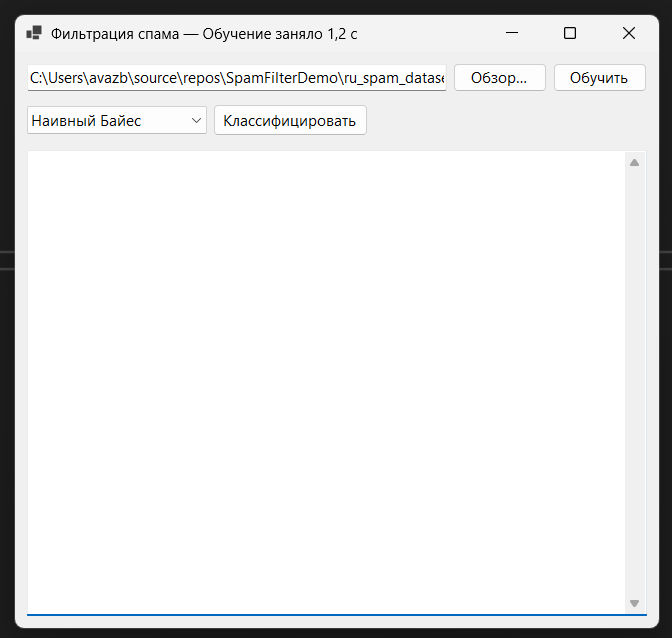 Фильтрация спама — Обучение заняло 1,2 с
C:\Users\avazb\source\repos\SpamFilterDemo\ru_spam_datase Обзор... Обучить
Наивный Байес Классифицировать